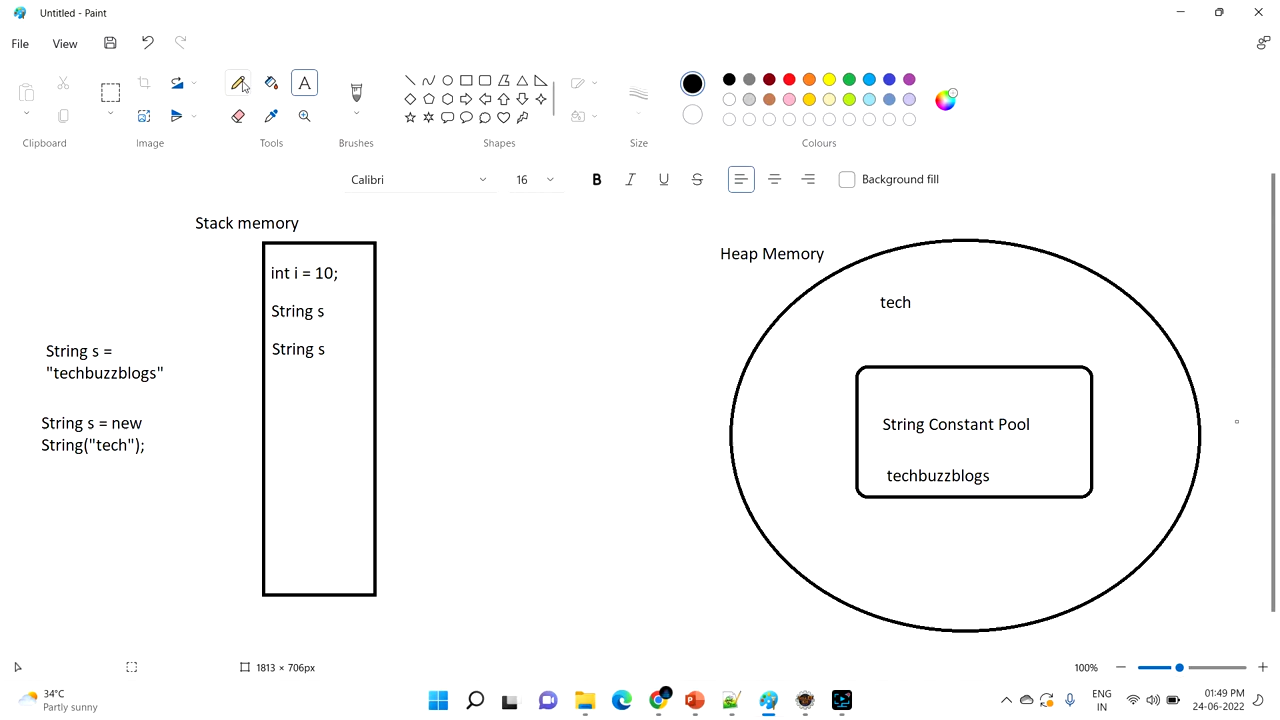 Untitled - Paint
File
View
Clipboard
Image
Tools
Brushes
Shapes
Size
Colours
Calibri
16
B
I
U
S
Background fill
Stack memory
int i = 10;
String s
String s
String s =
"techbuzzblogs"
String s = new
String("tech");
Heap Memory
tech
String Constant Pool
techbuzzblogs
1813 × 706px
100%
34°C
Partly sunny
ENG
IN
01:49 PM
24-06-2022